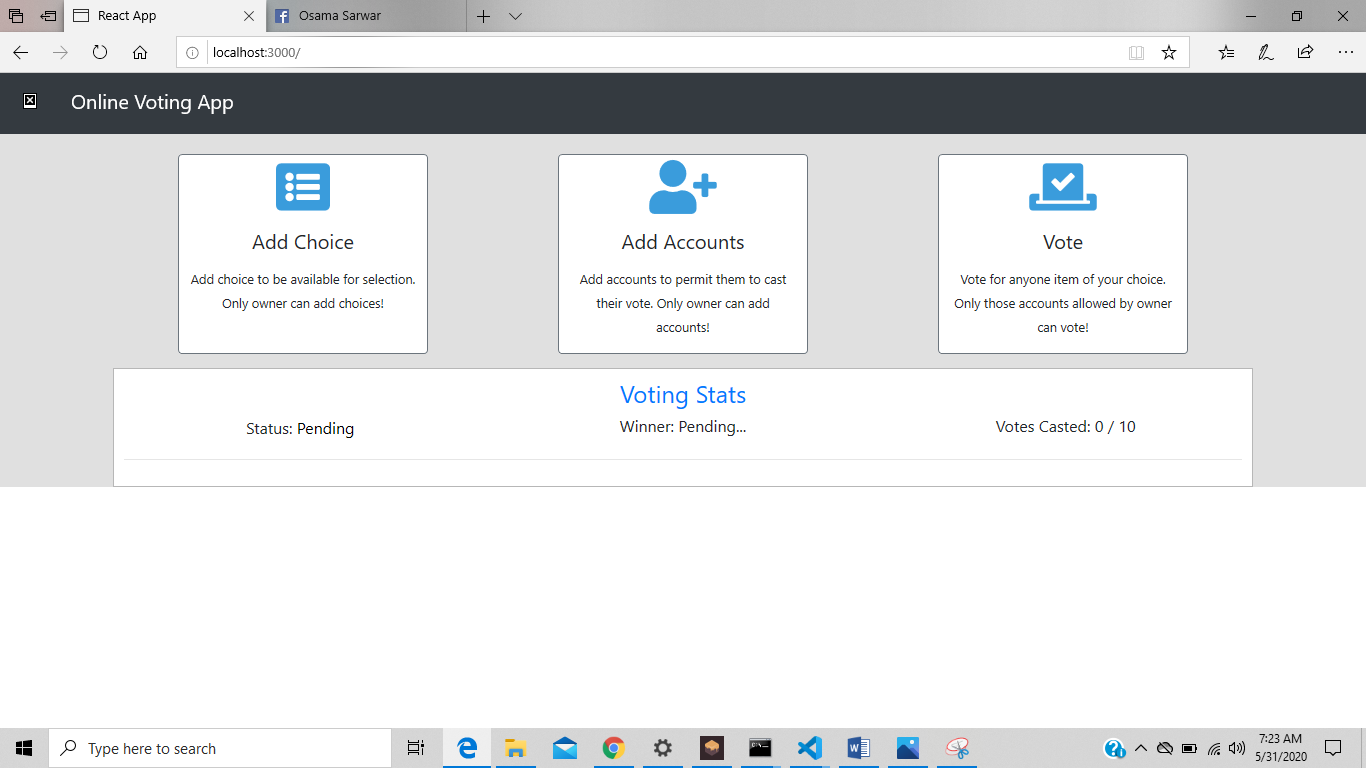 React App
Osama Sarwar
localhost:3000/
Online Voting App
Add Choice
Add choice to be available for selection.
Only owner can add choices!
Add Accounts
Add accounts to permit them to cast
their vote. Only owner can add
accounts!
Vote
Vote for anyone item of your choice.
Only those accounts allowed by owner
can vote!
Voting Stats
Status: Pending
Winner: Pending...
Votes Casted: 0 / 10
Type here to search
7:23 AM
5/31/2020